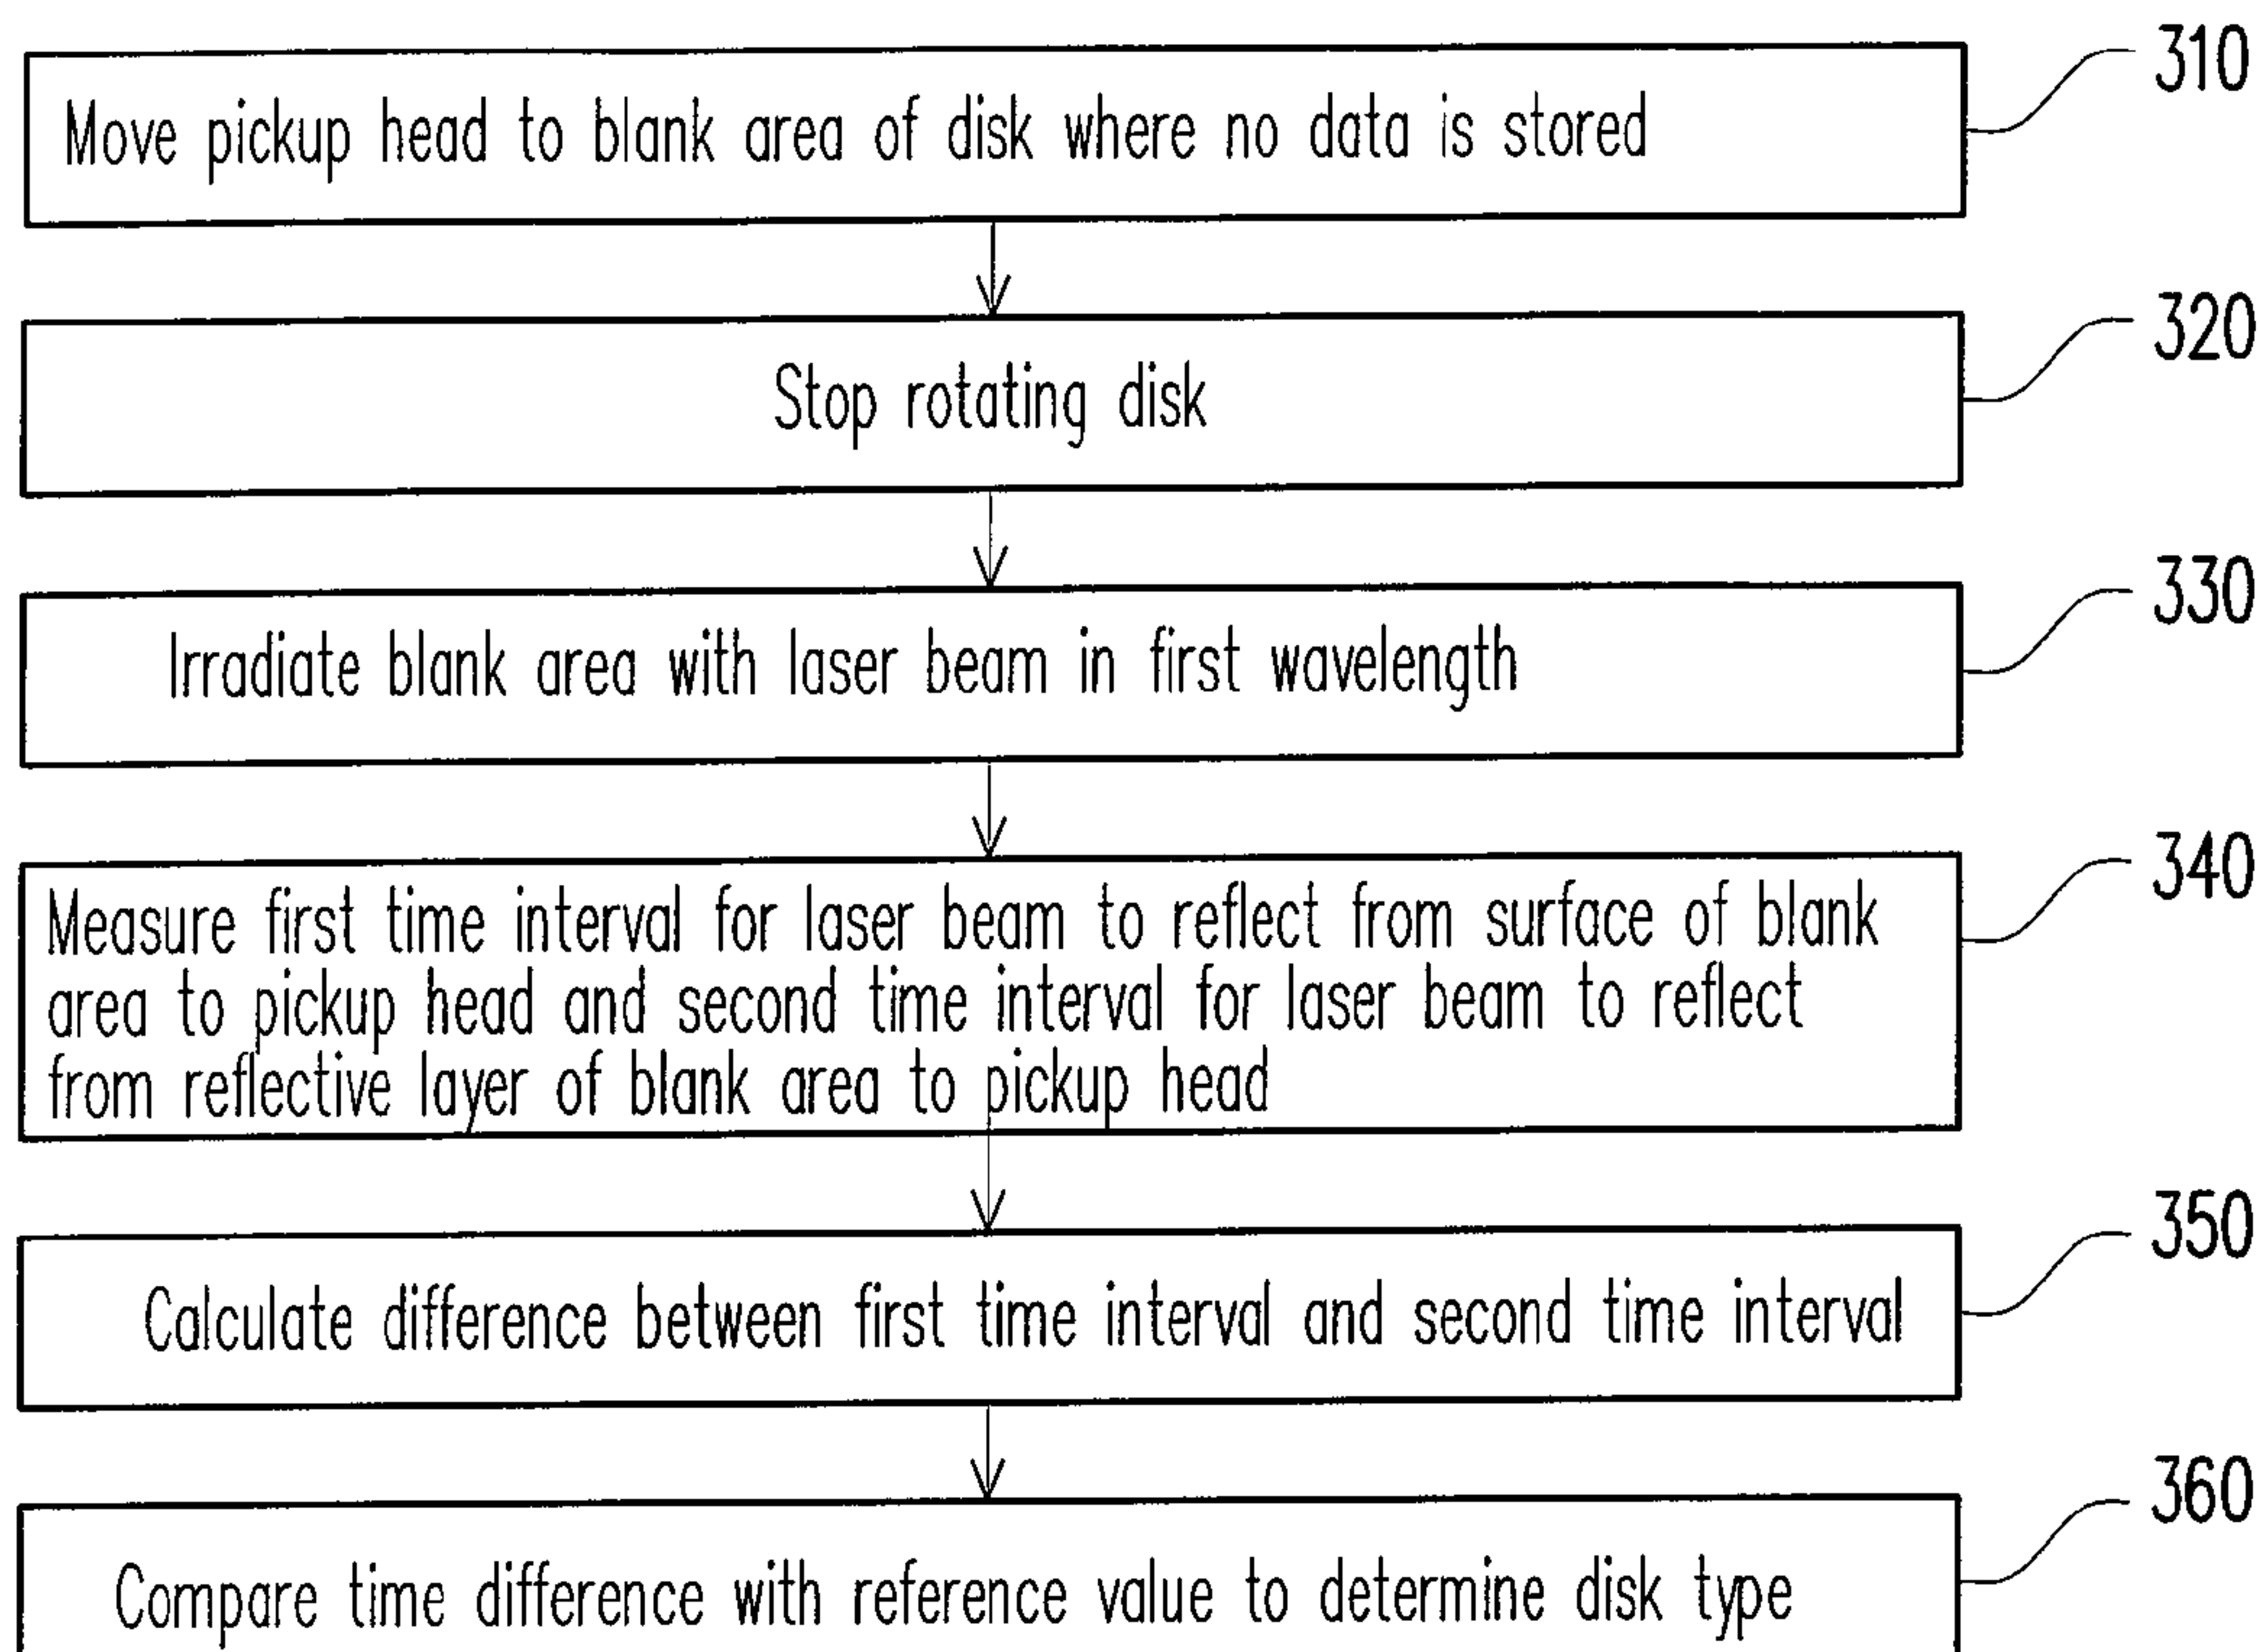 310
Move pickup head to blank area of disk where no data is stored
320
Stop rotating disk
330
Irradiate blank area with laser beam in first wavelength
340
Measure first time interval for laser beam to reflect from surface of blank
area to pickup head and second time interval for laser beam to reflect
from reflective layer of blank area to pickup head
350
Calculate difference between first time interval and second time interval
360
Compare time difference with reference value to determine disk type